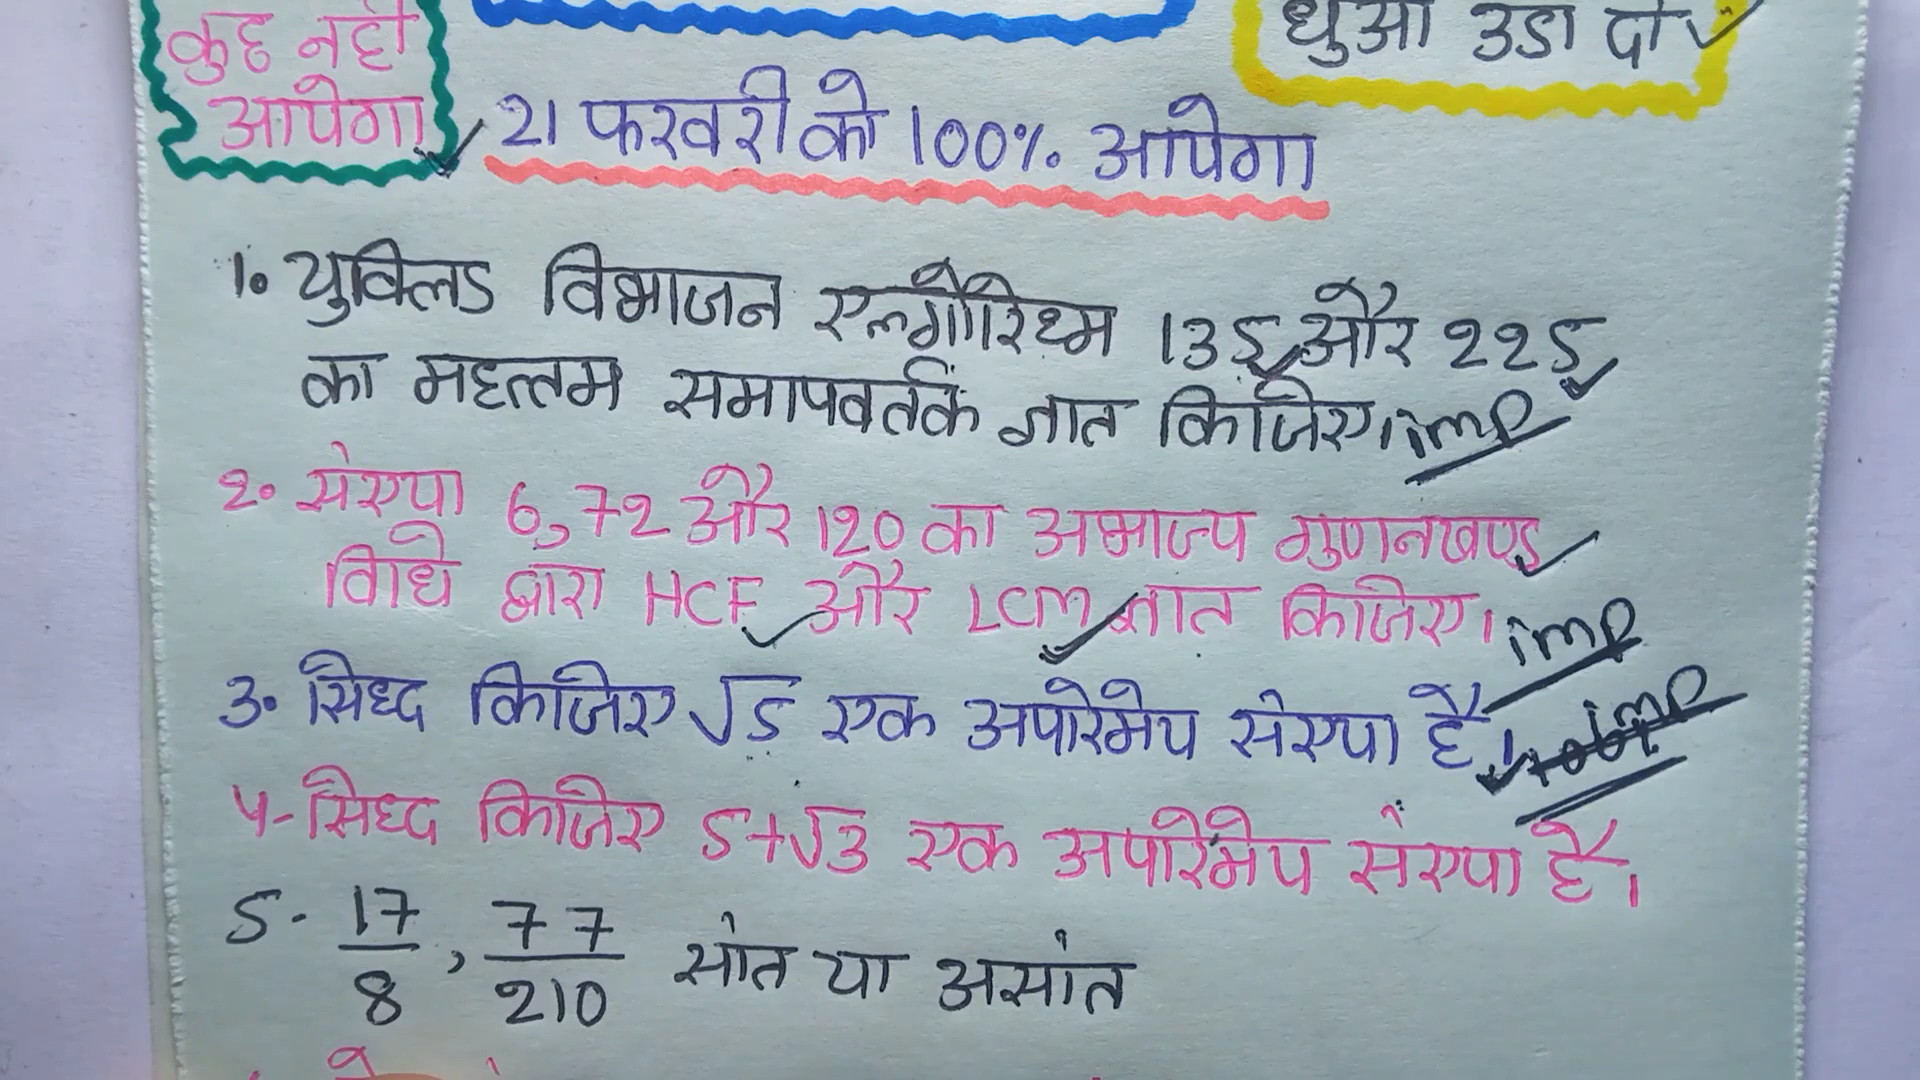 कुछ नही
आयेगा
धुआ उडा दो
21 फरवरी को 100% आयेगा
1. युक्लिड विभाजन एल्गोरिथ्म 135 और 225
का महत्तम समापवर्तक ज्ञात किजिए। imp
2. संख्या 6,72 और 120 का अभाज्य गुणनखण्ड
विधि द्वारा HCF और LCM ज्ञात किजिए। imp
3. सिध्द किजिए √5 एक अपरिमेय संख्या है। imp
4- सिध्द किजिए 5+√3 एक अपरिमेय संख्या है।
5. 17/8, 77/210 सांत या असांत